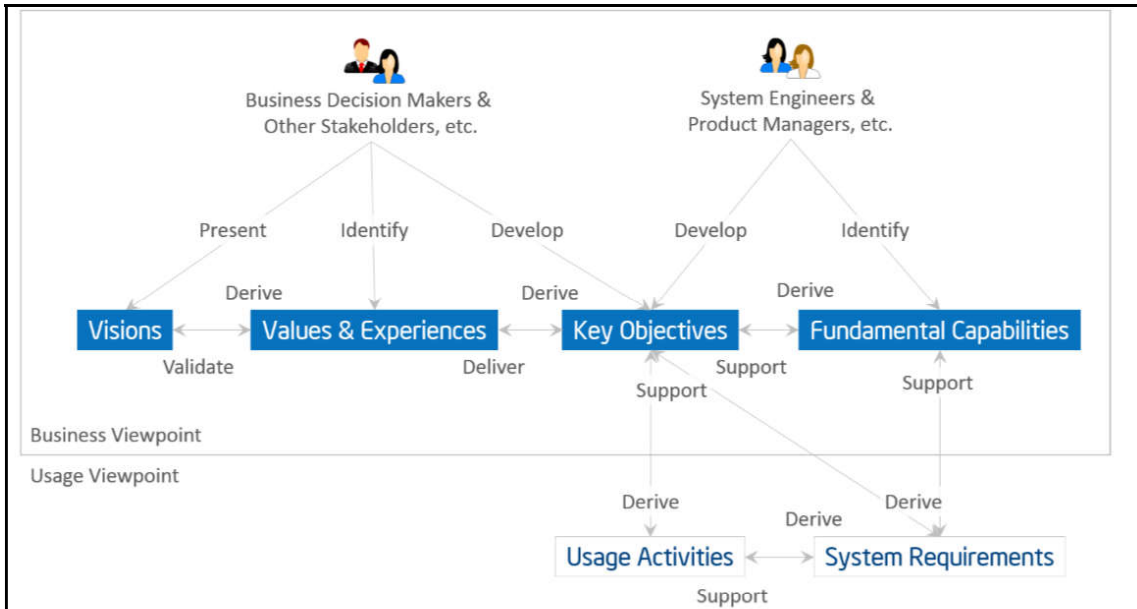 Business Decision Makers &
Other Stakeholders, etc.
System Engineers &
Product Managers, etc.
Present
Identify
Develop
Develop
Identify
Derive
Derive
Derive
Visions
Values & Experiences
Key Objectives
Fundamental Capabilities
Validate
Deliver
Support
Support
Support
Business Viewpoint
Usage Viewpoint
Derive
Derive
Derive
Usage Activities
System Requirements
Support